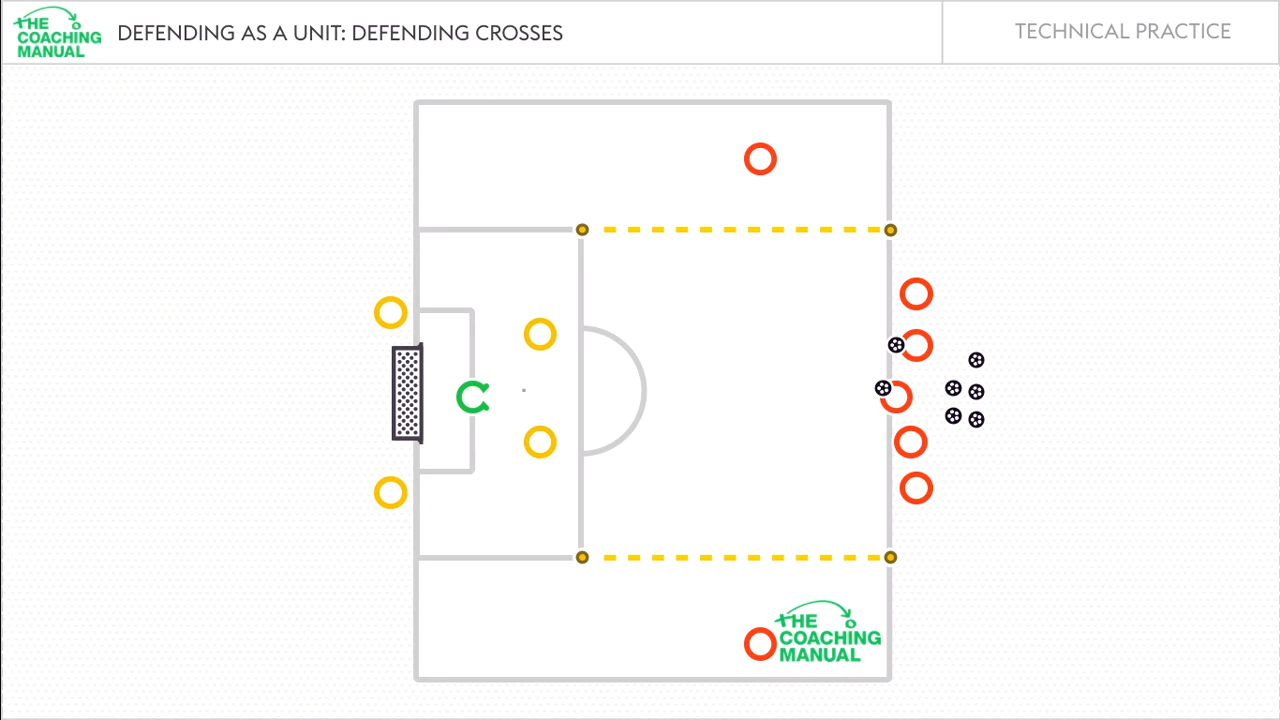 THE
COACHING
MANUAL
DEFENDING AS A UNIT: DEFENDING CROSSES
TECHNICAL PRACTICE
THE
COACHING
MANUAL